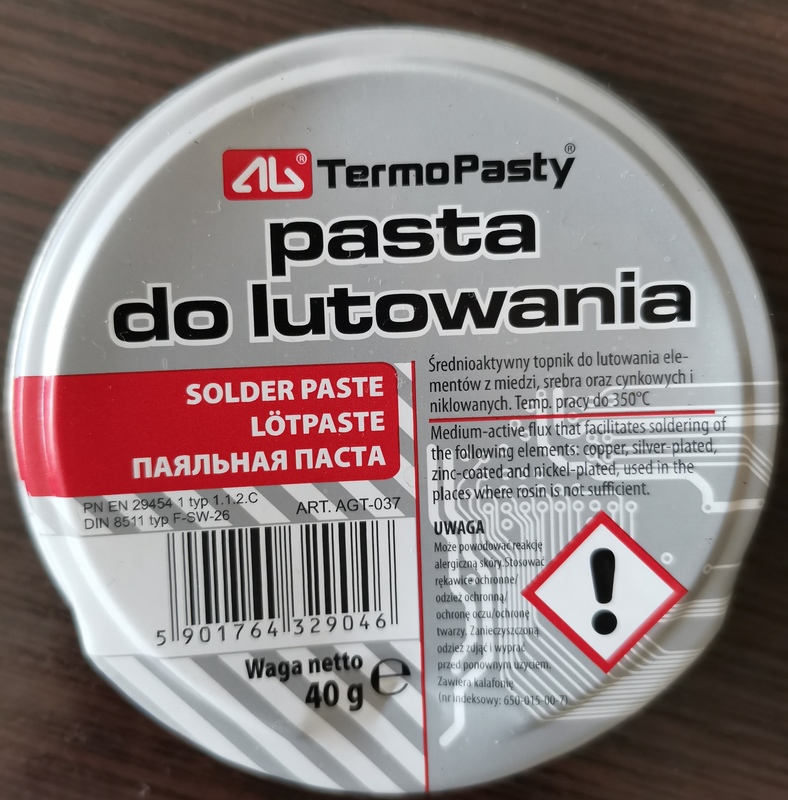 AG® TermoPasty®
pasta
do lutowania
SOLDER PASTE
LÖTPASTE
ПАЯЛЬНАЯ ПАСТА
PN EN 29454 1 typ 1.1.2.C
DIN 8511 typ F-SW-26
ART. AGT-037
5 901764 329046
Waga netto
40 g ℮
Średnioaktywny topnik do lutowania ele-
mentów z miedzi, srebra oraz cynkowych i
niklowanych. Temp. pracy do 350°C
Medium-active flux that facilitates soldering of
the following elements: copper, silver-plated,
zinc-coated and nickel-plated, used in the
places where rosin is not sufficient.
UWAGA
Może powodować reakcję
alergiczną skóry. Stosować
rękawice ochronne/
odzież ochronną/
ochronę oczu/ochronę
twarzy. Zanieczyszczoną
odzież zdjąć i wyprać
przed ponownym użyciem.
Zawiera kalafonię
(nr indeksowy: 650-015-00-7)